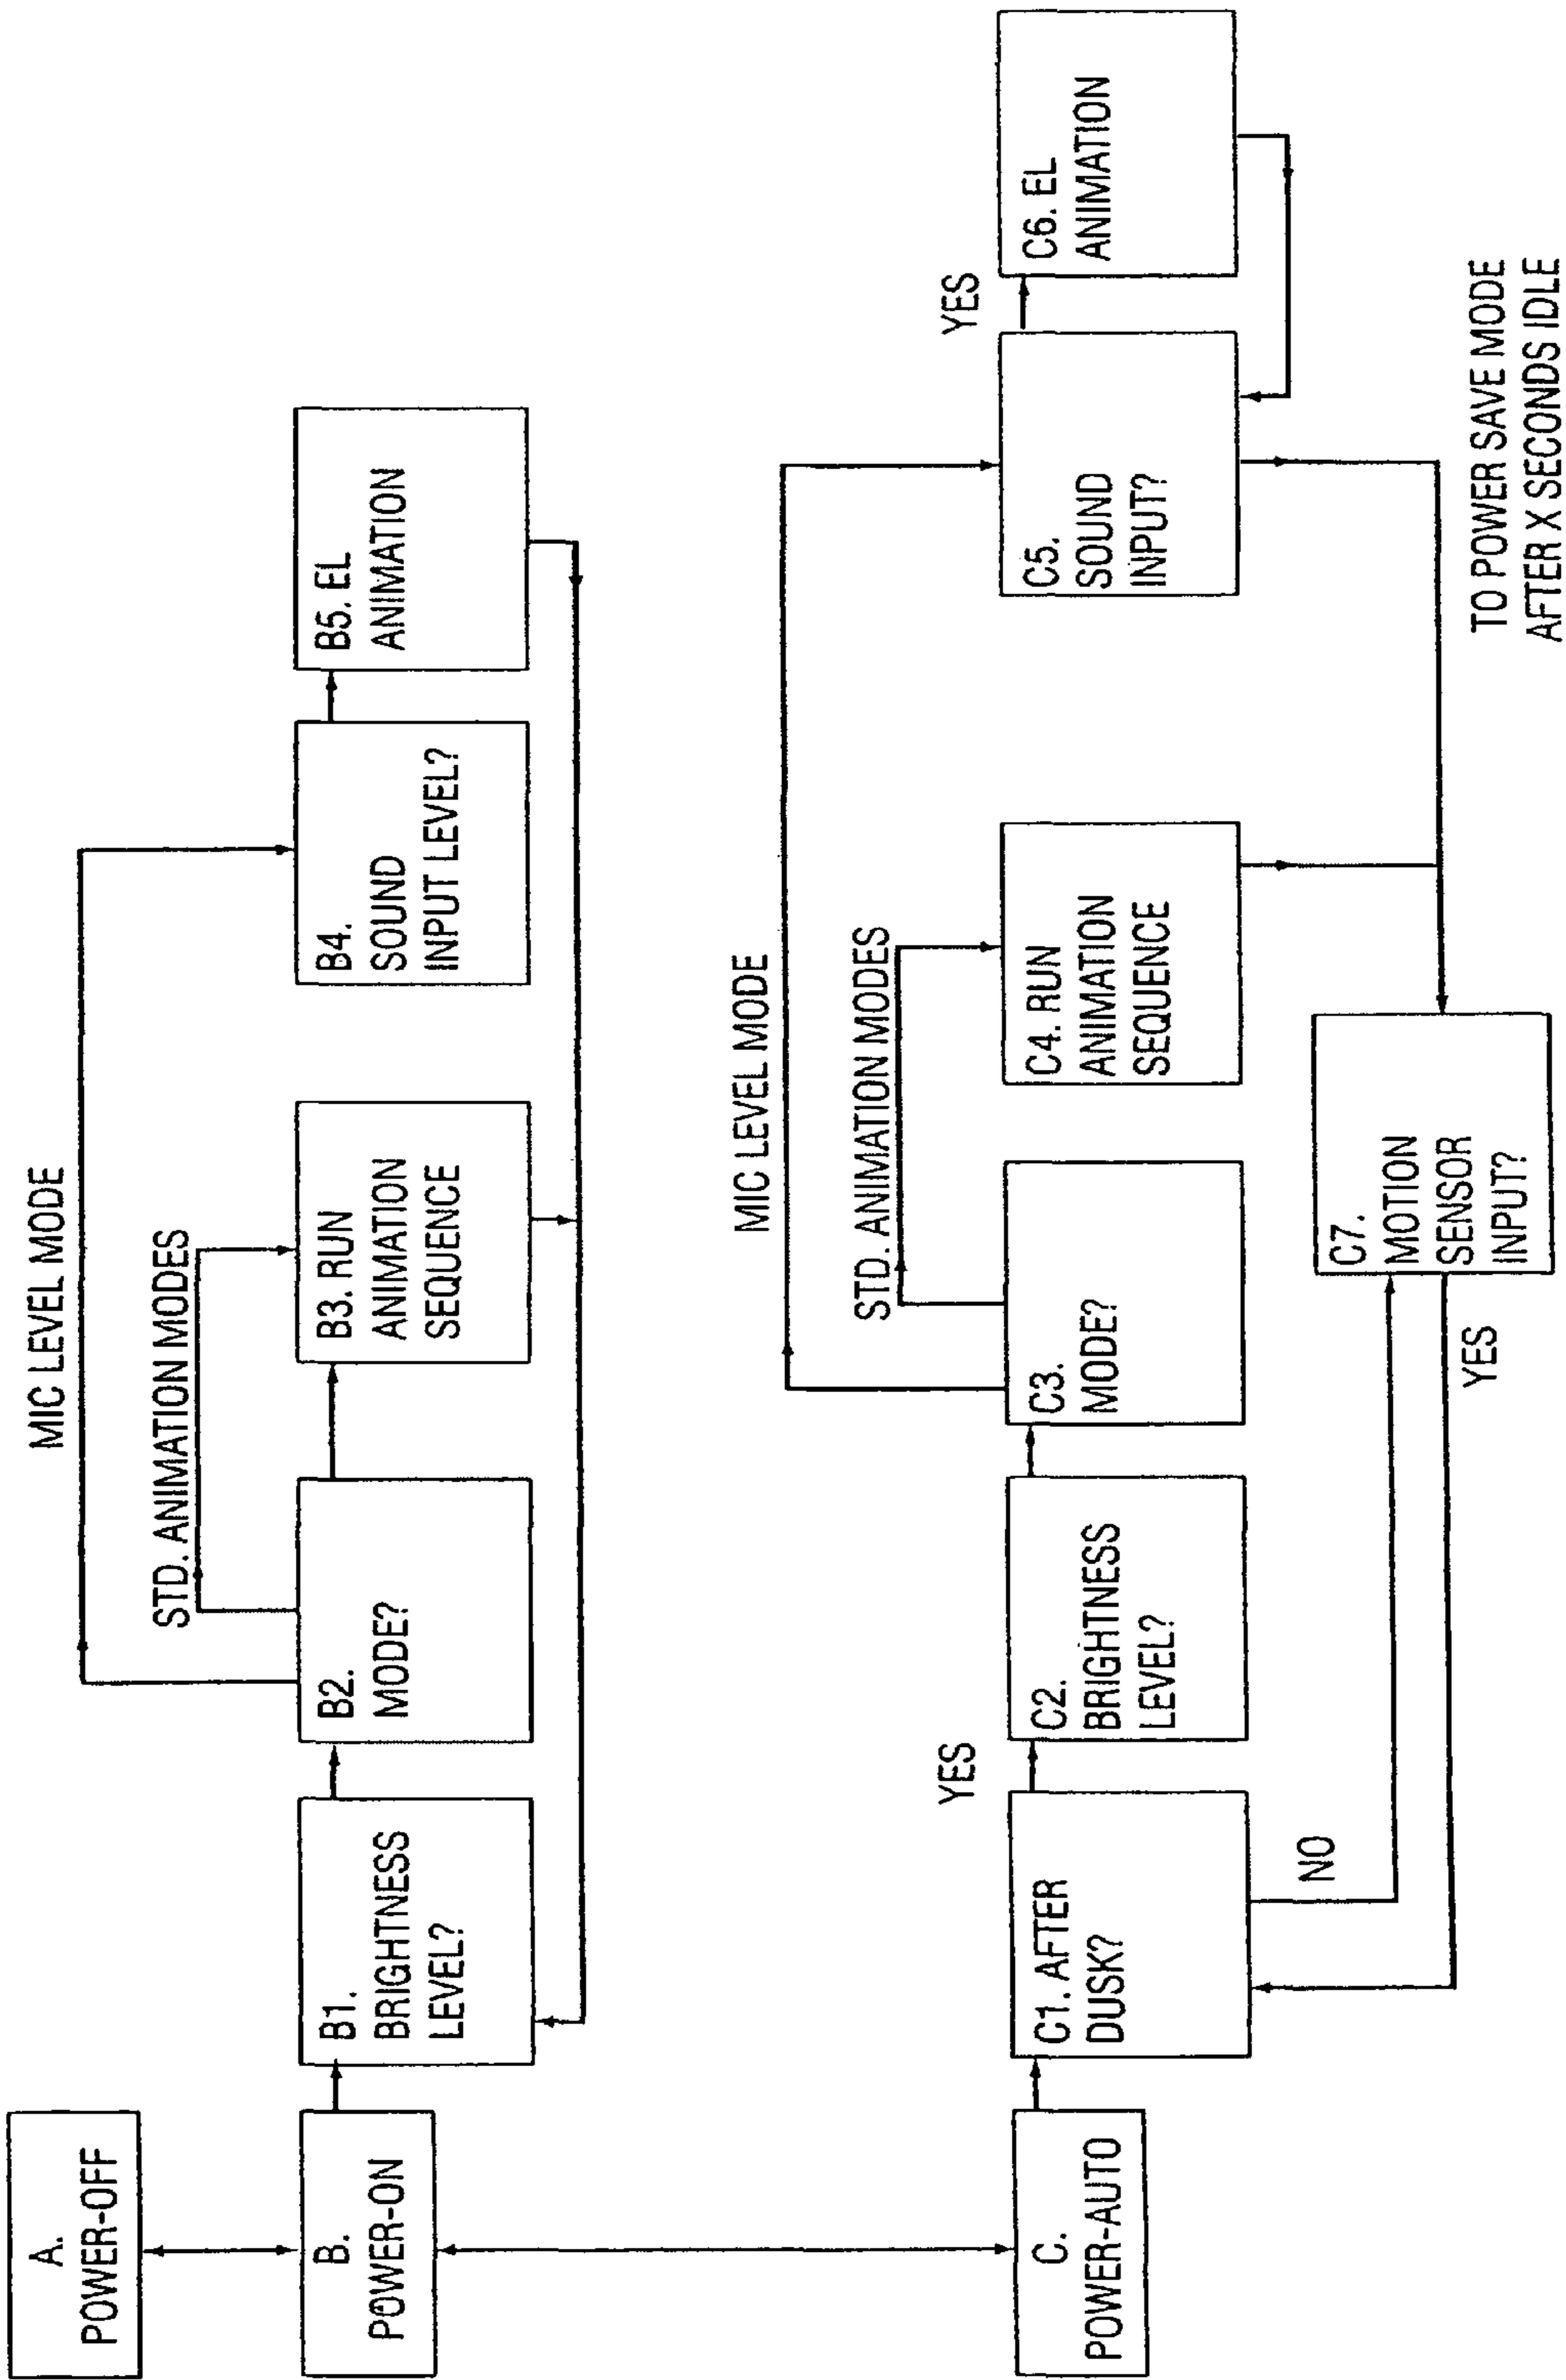 A.
POWER-OFF
B.
POWER-ON
B1.
BRIGHTNESS
LEVEL?
B2.
MODE?
STD. ANIMATION MODES
MIC LEVEL MODE
B3. RUN
ANIMATION
SEQUENCE
B4.
SOUND
INPUT LEVEL?
B5. EL
ANIMATION
C.
POWER-AUTO
C1. AFTER
DUSK?
YES
NO
C2.
BRIGHTNESS
LEVEL?
C3.
MODE?
STD. ANIMATION MODES
MIC LEVEL MODE
C4. RUN
ANIMATION
SEQUENCE
C5.
SOUND
INPUT?
YES
C6. EL
ANIMATION
C7.
MOTION
SENSOR
INPUT?
YES
TO POWER SAVE MODE
AFTER X SECONDS IDLE